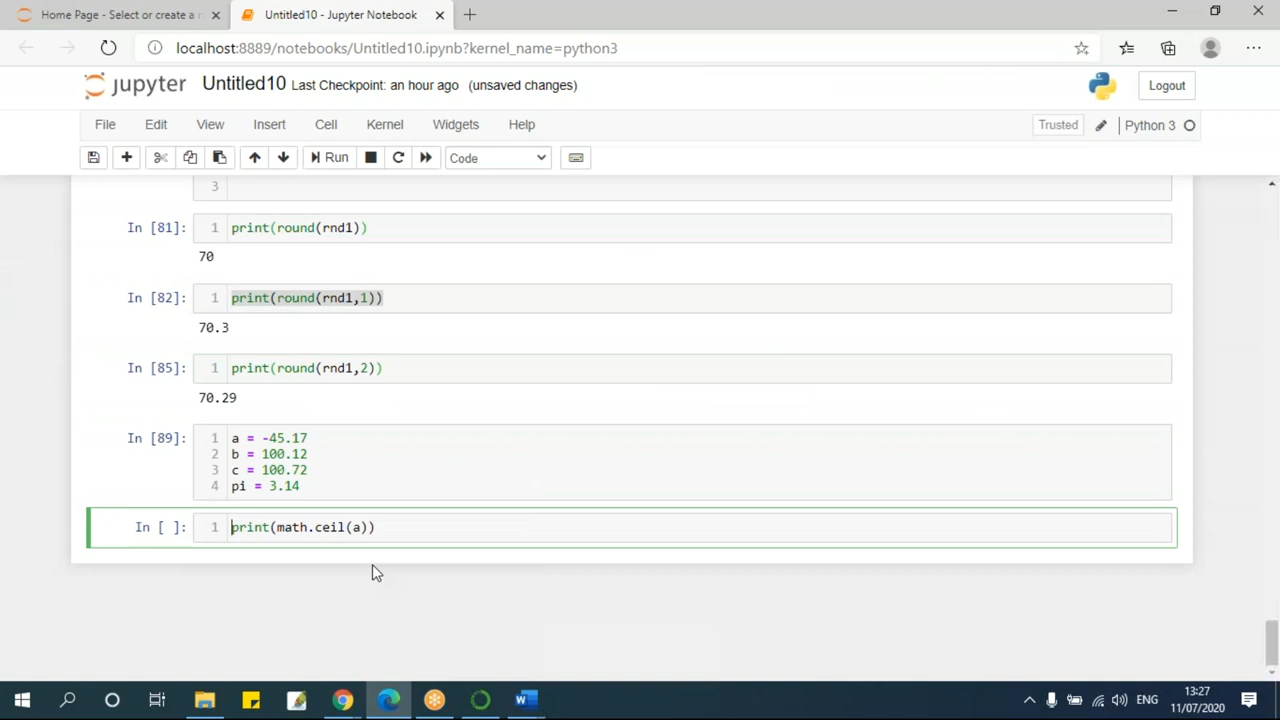 Home Page - Select or create a n
Untitled10 - Jupyter Notebook
localhost:8889/notebooks/Untitled10.ipynb?kernel_name=python3
jupyter Untitled10 Last Checkpoint: an hour ago (unsaved changes)
Logout
File Edit View Insert Cell Kernel Widgets Help
Trusted Python 3
Run Code
3
In [81]: 1 print(round(rnd1))
70
In [82]: 1 print(round(rnd1,1))
70.3
In [85]: 1 print(round(rnd1,2))
70.29
In [89]: 1 a = -45.17
2 b = 100.12
3 c = 100.72
4 pi = 3.14
In [ ]: 1 print(math.ceil(a))
ENG
13:27
11/07/2020